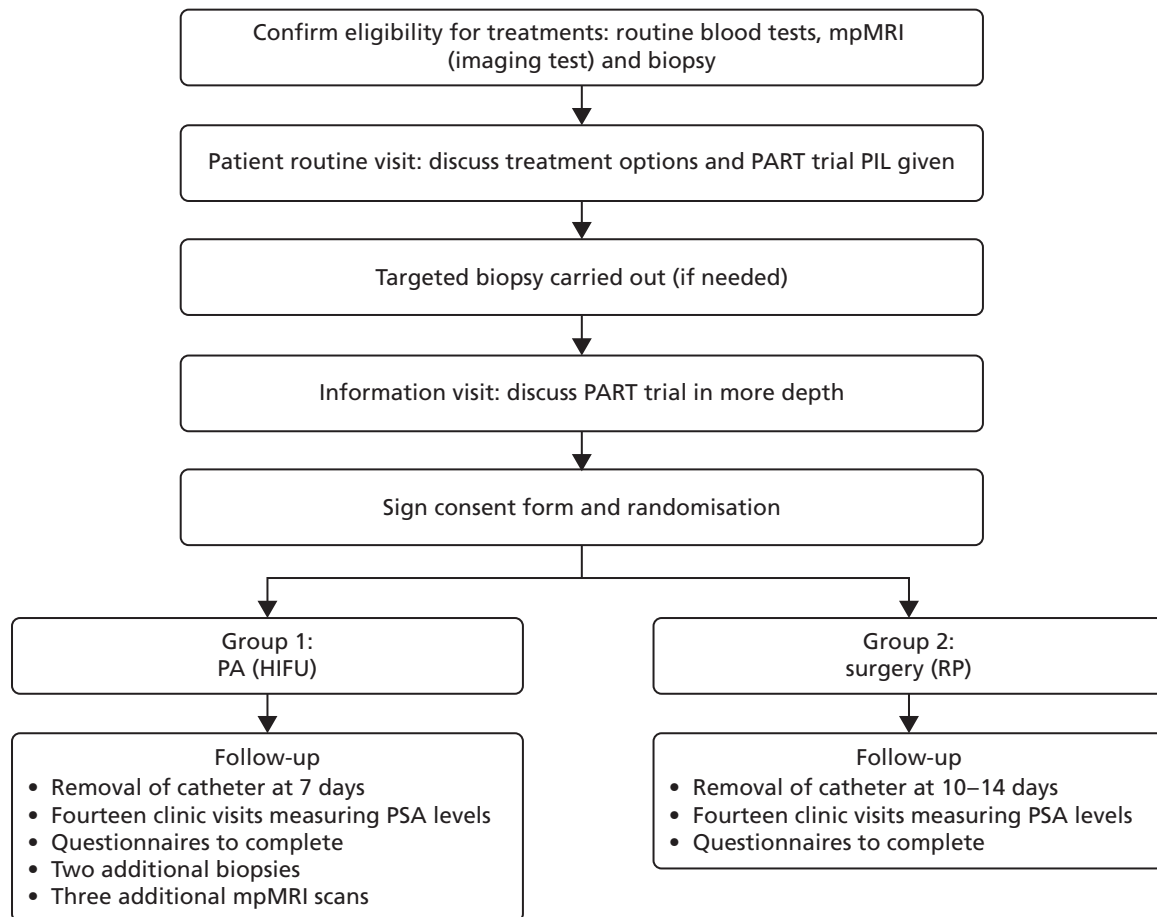 Confirm eligibility for treatments: routine blood tests, mpMRI
(imaging test) and biopsy
Patient routine visit: discuss treatment options and PART trial PIL given
Targeted biopsy carried out (if needed)
Information visit: discuss PART trial in more depth
Sign consent form and randomisation
Group 1:
PA (HIFU)
Group 2:
surgery (RP)
Follow-up
• Removal of catheter at 7 days
• Fourteen clinic visits measuring PSA levels
• Questionnaires to complete
• Two additional biopsies
• Three additional mpMRI scans
Follow-up
• Removal of catheter at 10–14 days
• Fourteen clinic visits measuring PSA levels
• Questionnaires to complete